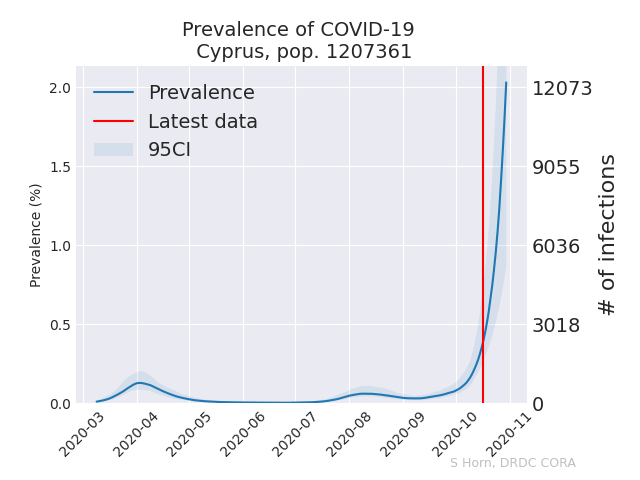 Prevalence of COVID-19
Cyprus, pop. 1207361
Prevalence
Latest data
95CI
Prevalence (%)
2.0
1.5
1.0
0.5
0.0
12073
9055
6036
3018
0
# of infections
2020-03
2020-04
2020-05
2020-06
2020-07
2020-08
2020-09
2020-10
2020-11
S Horn, DRDC CORA